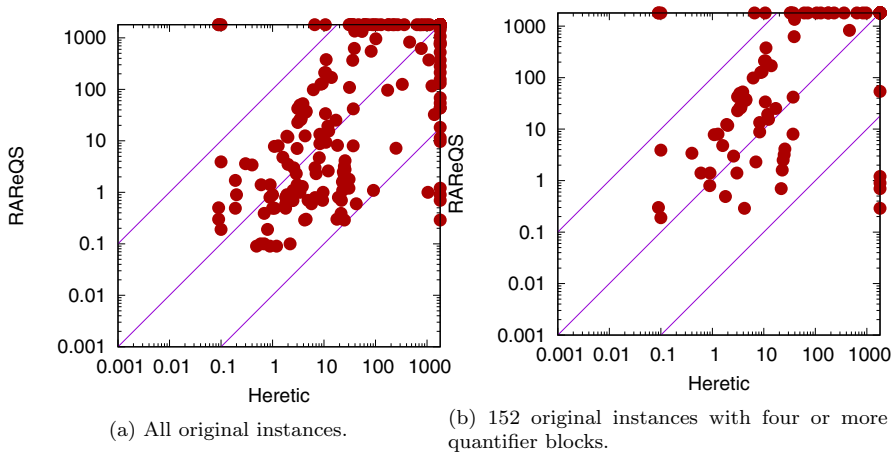 1000
100
10
1
0.1
0.01
0.001
RAReQS
0.001 0.01 0.1 1 10 100 1000
Heretic
(a) All original instances.
1000
100
10
1
0.1
0.01
0.001
RAReQS
0.001 0.01 0.1 1 10 100 1000
Heretic
(b) 152 original instances with four or more
quantifier blocks.